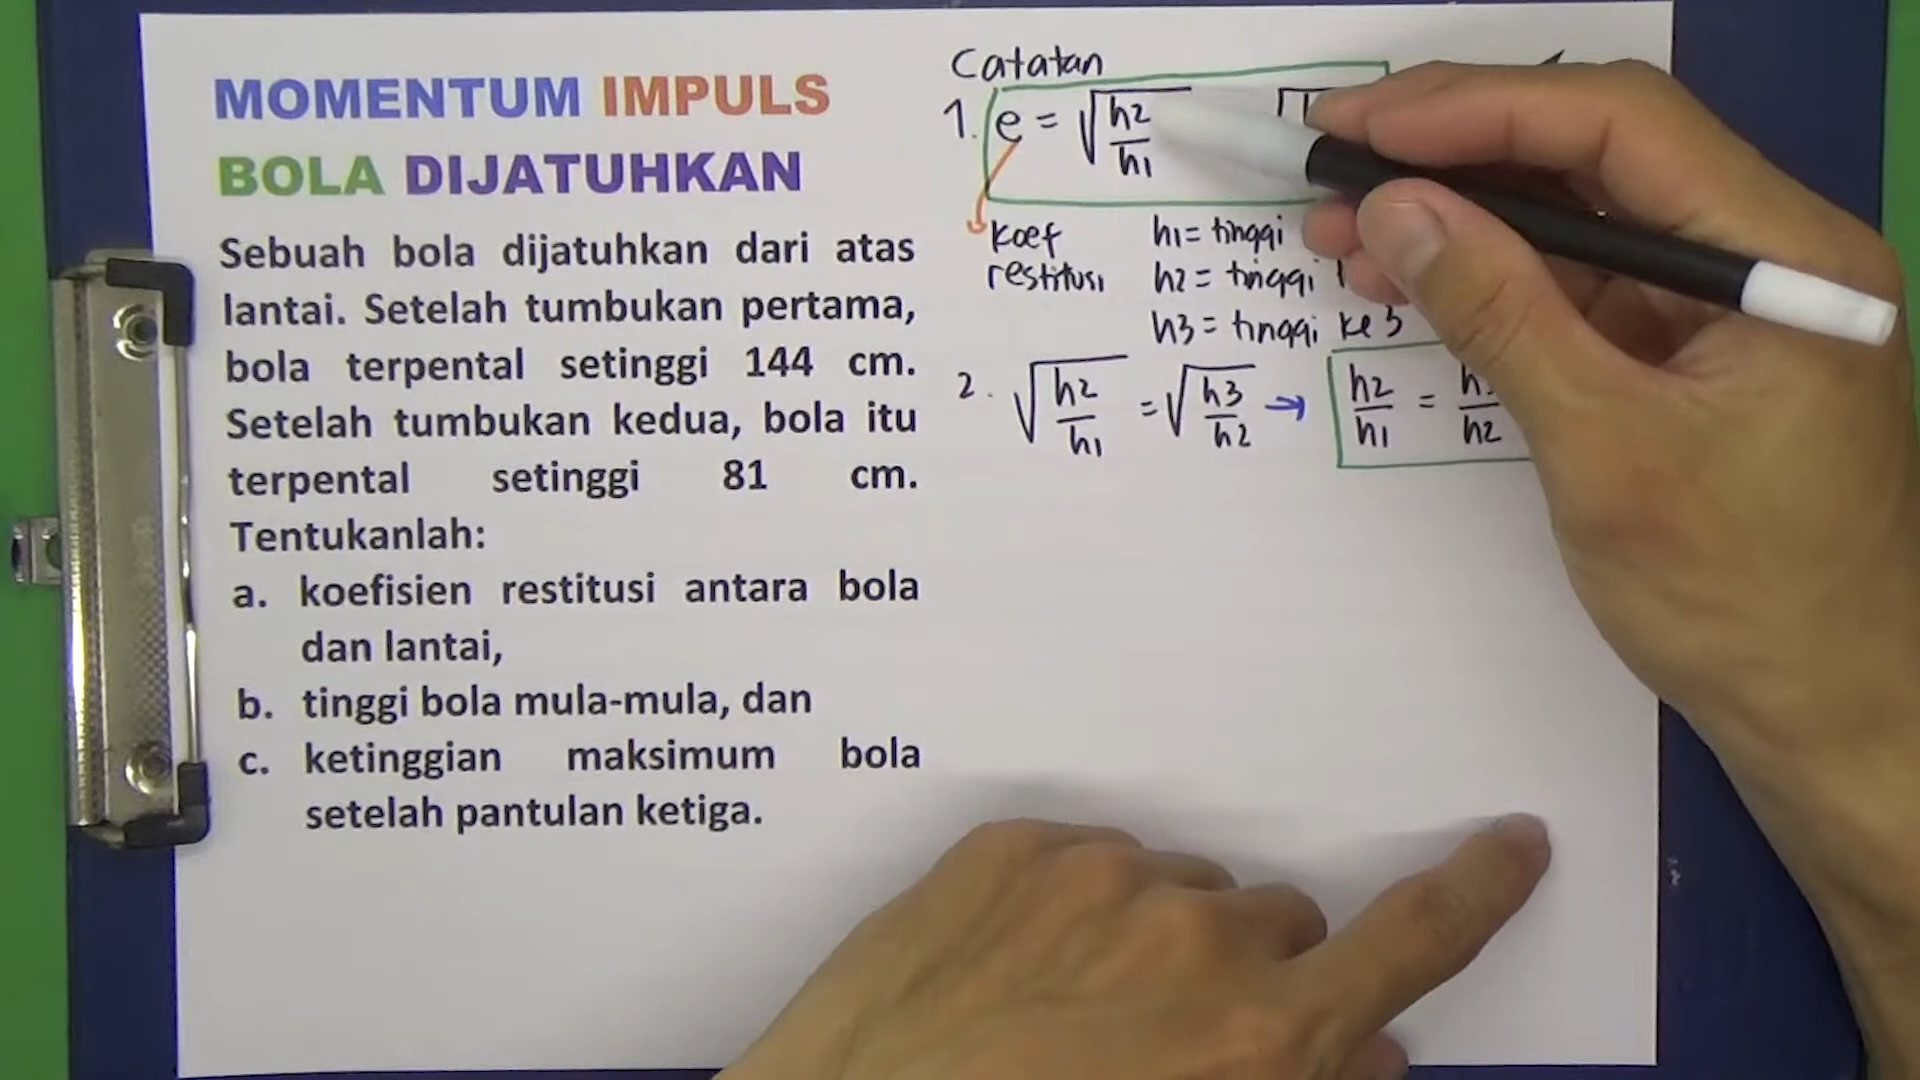 MOMENTUM IMPULS
BOLA DIJATUHKAN
Sebuah bola dijatuhkan dari atas
lantai. Setelah tumbukan pertama,
bola terpental setinggi 144 cm.
Setelah tumbukan kedua, bola itu
terpental setinggi 81 cm.
Tentukanlah:
a. koefisien restitusi antara bola
dan lantai,
b. tinggi bola mula-mula, dan
c. ketinggian maksimum bola
setelah pantulan ketiga.
Catatan
1. e = √(h2/h1)
koef
restitusi
h1 = tinggi
h2 = tinggi
h3 = tinggi ke 3
2. √(h2/h1) = √(h3/h2) → h2/h1 = /h2